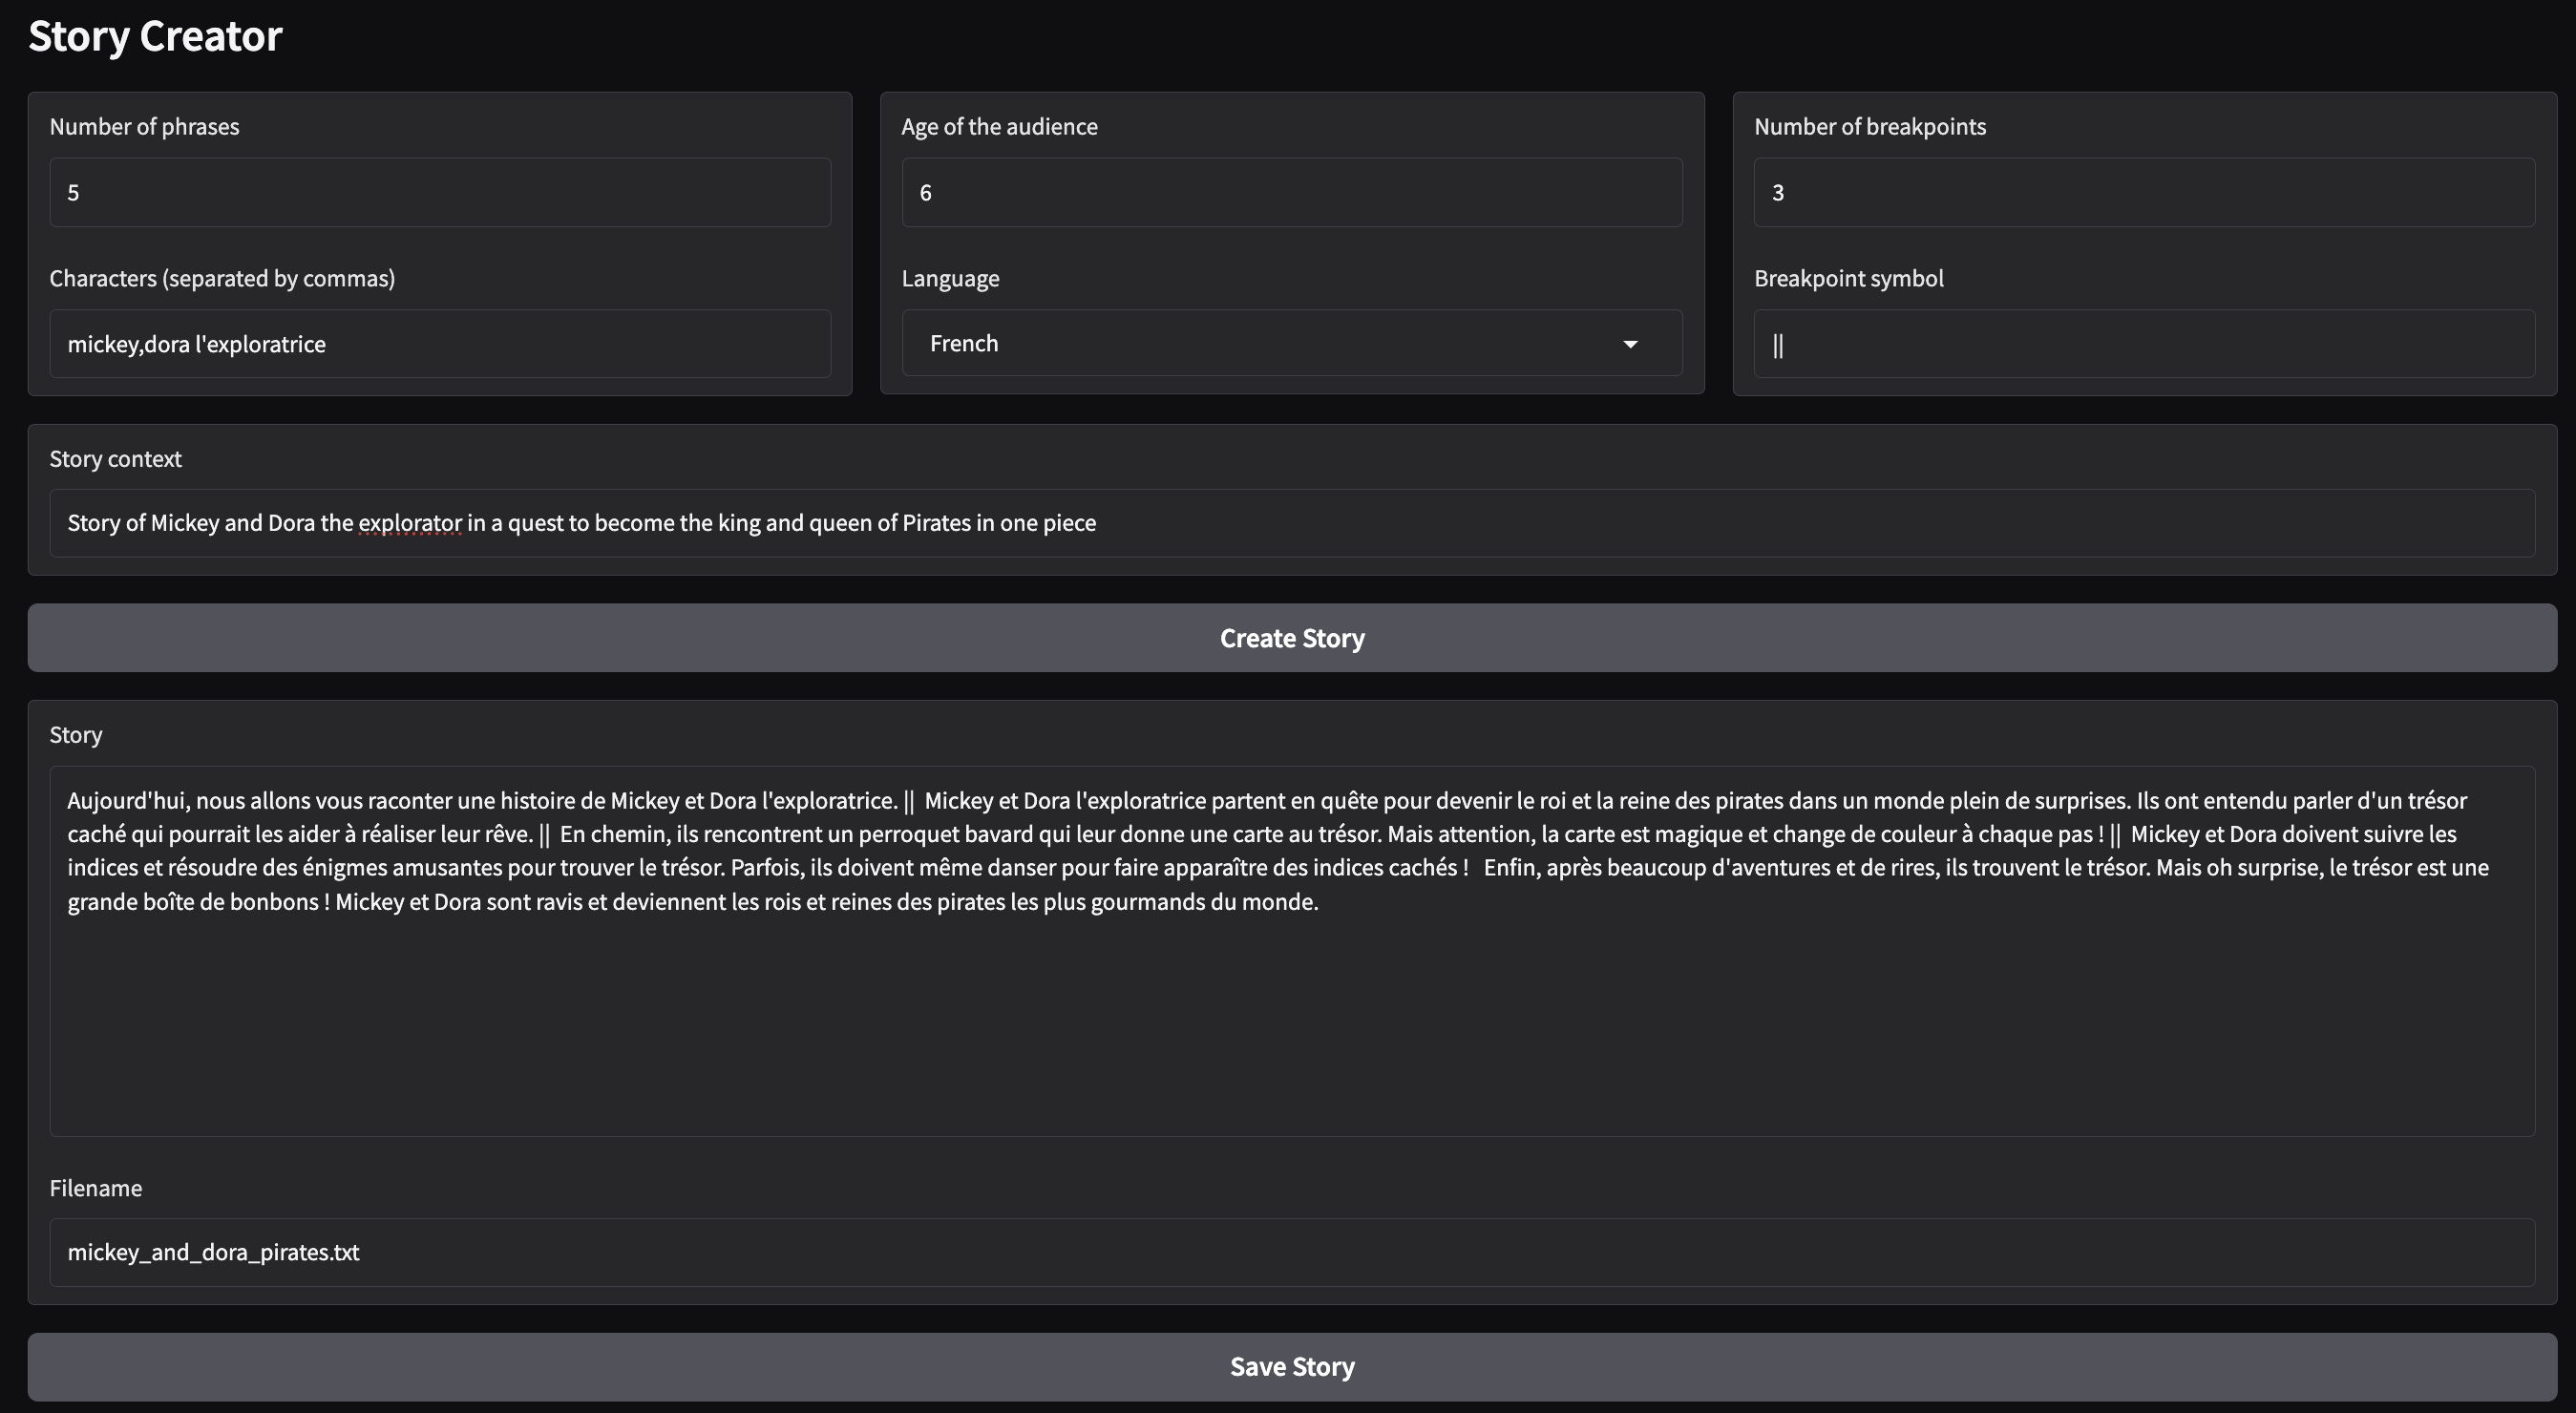 Story Creator
Number of phrases
5
Characters (separated by commas)
mickey,dora l'exploratrice
Age of the audience
6
Language
French
Number of breakpoints
3
Breakpoint symbol
||
Story context
Story of Mickey and Dora the explorator in a quest to become the king and queen of Pirates in one piece
Create Story
Story
Aujourd'hui, nous allons vous raconter une histoire de Mickey et Dora l'exploratrice. || Mickey et Dora l'exploratrice partent en quête pour devenir le roi et la reine des pirates dans un monde plein de surprises. Ils ont entendu parler d'un trésor
caché qui pourrait les aider à réaliser leur rêve. || En chemin, ils rencontrent un perroquet bavard qui leur donne une carte au trésor. Mais attention, la carte est magique et change de couleur à chaque pas ! || Mickey et Dora doivent suivre les
indices et résoudre des énigmes amusantes pour trouver le trésor. Parfois, ils doivent même danser pour faire apparaître des indices cachés ! Enfin, après beaucoup d'aventures et de rires, ils trouvent le trésor. Mais oh surprise, le trésor est une
grande boîte de bonbons ! Mickey et Dora sont ravis et deviennent les rois et reines des pirates les plus gourmands du monde.
Filename
mickey_and_dora_pirates.txt
Save Story